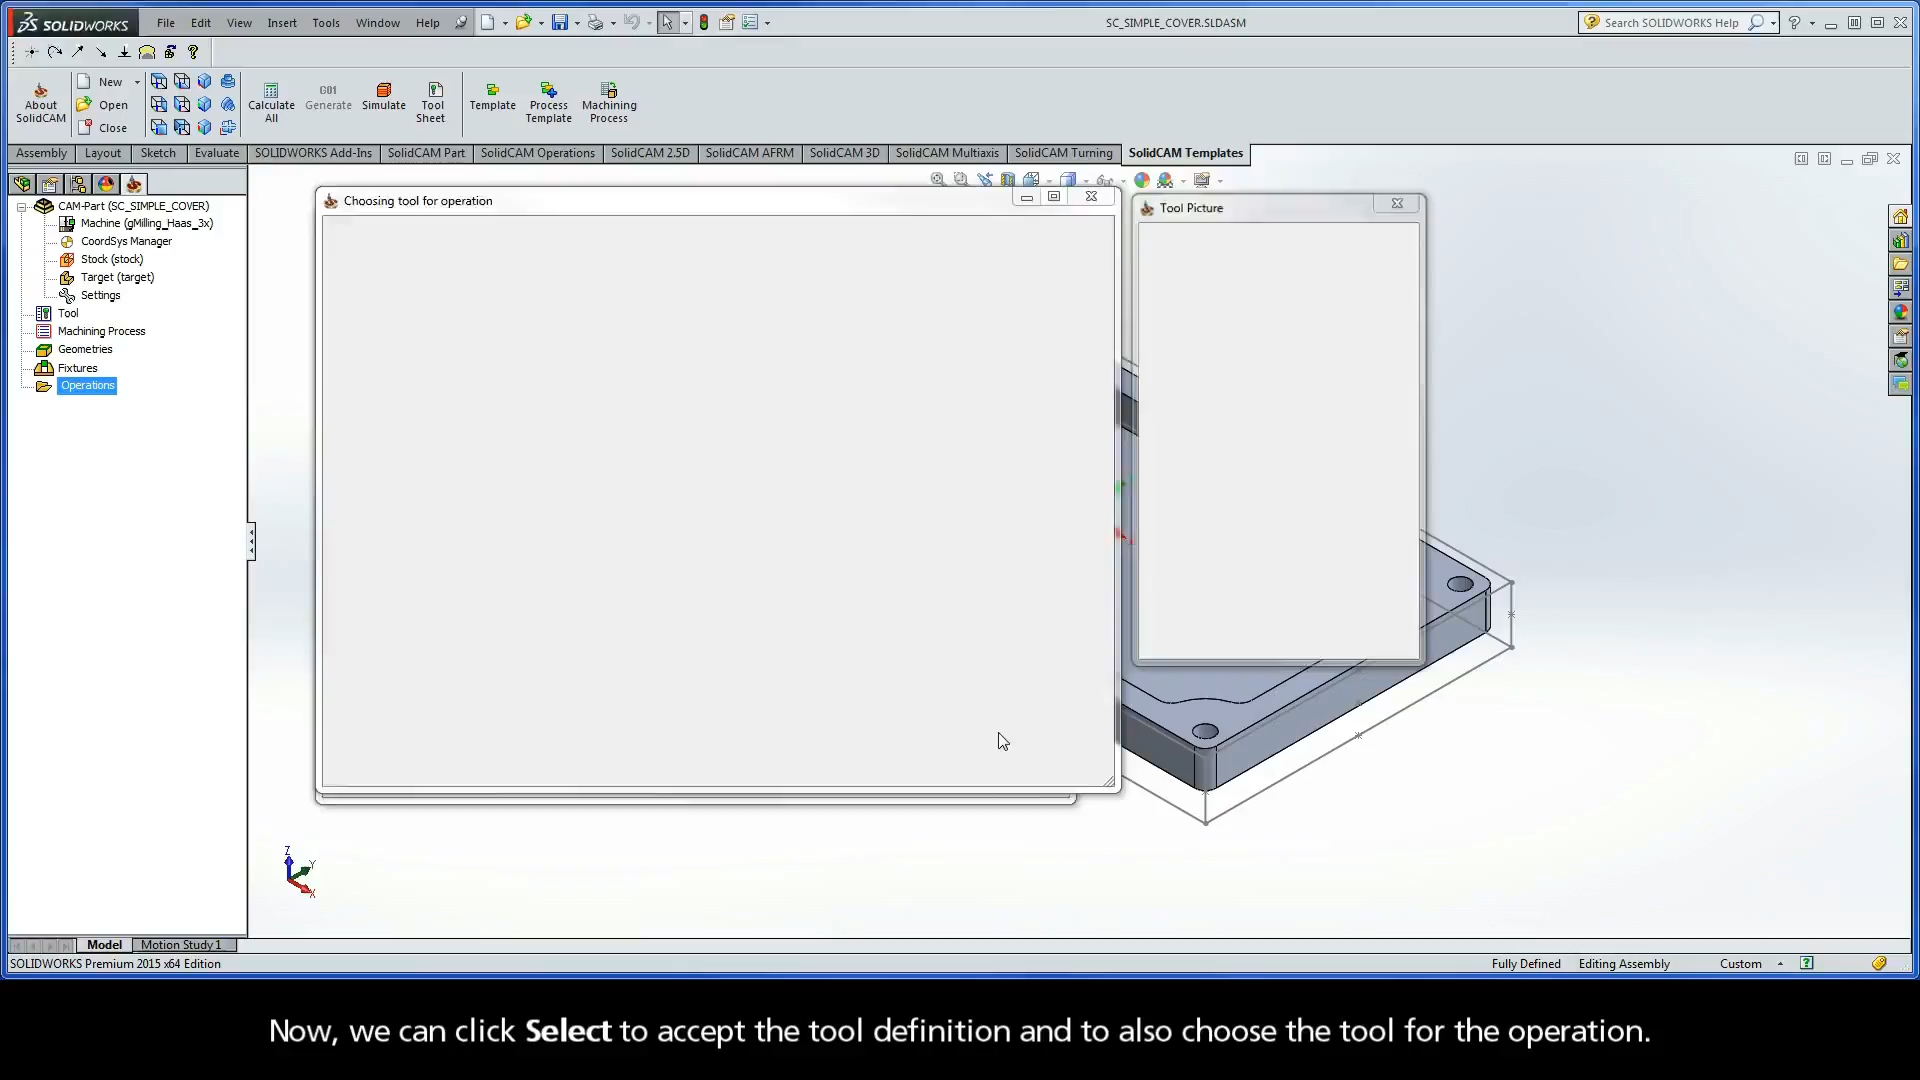 SOLIDWORKS File Edit View Insert Tools Window Help SC_SIMPLE_COVER.SLDASM Search SOLIDWORKS Help
New
Open
Close
About SolidCAM
Calculate All
G01 Generate
Simulate
Tool Sheet
Template
Process Template
Machining Process
Assembly Layout Sketch Evaluate SOLIDWORKS Add-Ins SolidCAM Part SolidCAM Operations SolidCAM 2.5D SolidCAM AFRM SolidCAM 3D SolidCAM Multiaxis SolidCAM Turning SolidCAM Templates
CAM-Part (SC_SIMPLE_COVER)
Machine (gMilling_Haas_3x)
CoordSys Manager
Stock (stock)
Target (target)
Settings
Tool
Machining Process
Geometries
Fixtures
Operations
Choosing tool for operation
Tool Picture
Z
Y
X
Model Motion Study 1
SOLIDWORKS Premium 2015 x64 Edition Fully Defined Editing Assembly Custom
Now, we can click Select to accept the tool definition and to also choose the tool for the operation.